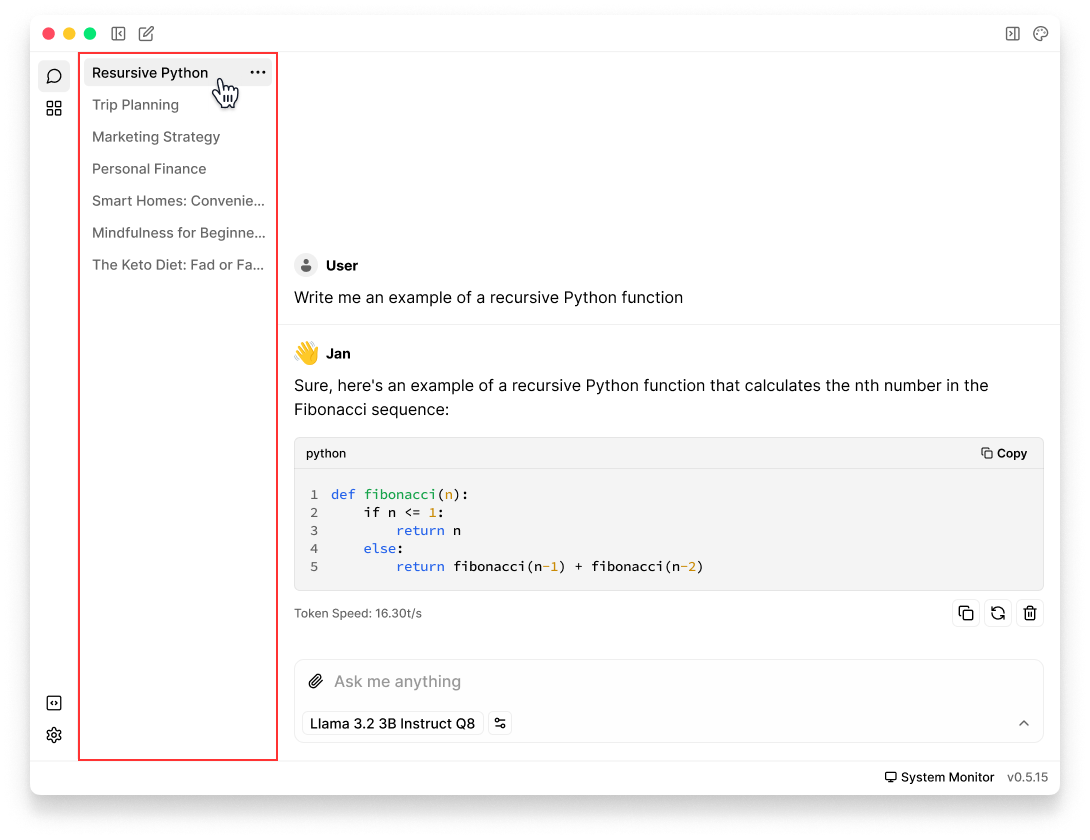 Resursive Python
Trip Planning
Marketing Strategy
Personal Finance
Smart Homes: Convenie...
Mindfulness for Beginne...
The Keto Diet: Fad or Fa...
User
Write me an example of a recursive Python function
Jan
Sure, here's an example of a recursive Python function that calculates the nth number in the
Fibonacci sequence:
python
Copy
1 def fibonacci(n):
2     if n <= 1:
3         return n
4     else:
5         return fibonacci(n-1) + fibonacci(n-2)
Token Speed: 16.30t/s
Ask me anything
Llama 3.2 3B Instruct Q8
System Monitor v0.5.15